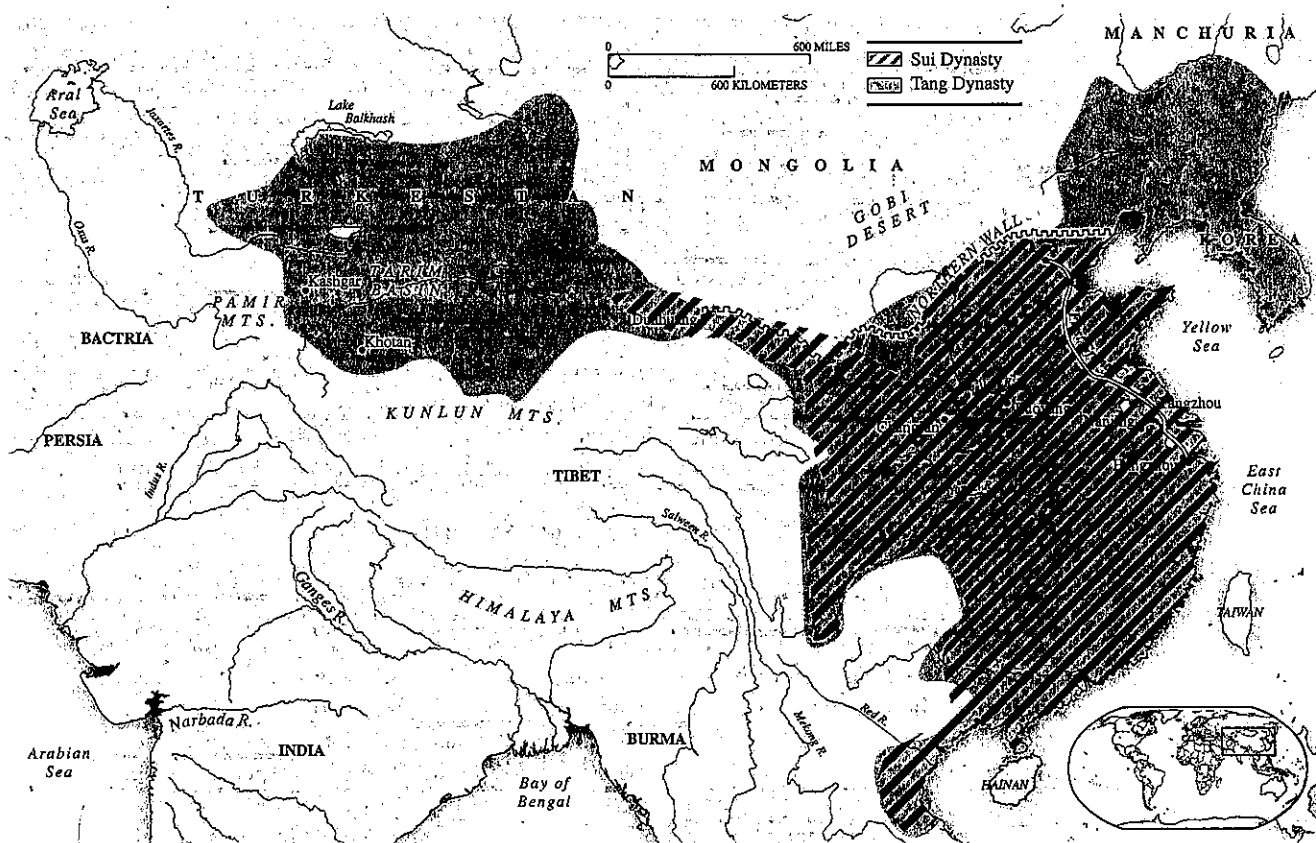 MANCHURIA
600 MILES
600 KILOMETERS
0
0
Sui Dynasty
Tang Dynasty
Aral
Sea
Jaxartes R.
Lake
Balkhash
MONGOLIA
TURKESTAN
GOBI
DESERT
NORTHERN WALL
KOREA
Oxus R.
Kashgar
TARIM
BASIN
PAMIR
MTS.
BACTRIA
Khotan
Yellow
Sea
KUNLUN MTS.
PERSIA
Indus R.
TIBET
East
China
Sea
Salween R.
Ganges R.
HIMALAYA MTS.
TAIWAN
Narbada R.
Red R.
Mekong R.
Arabian
Sea
INDIA
BURMA
Bay of
Bengal
HAINAN